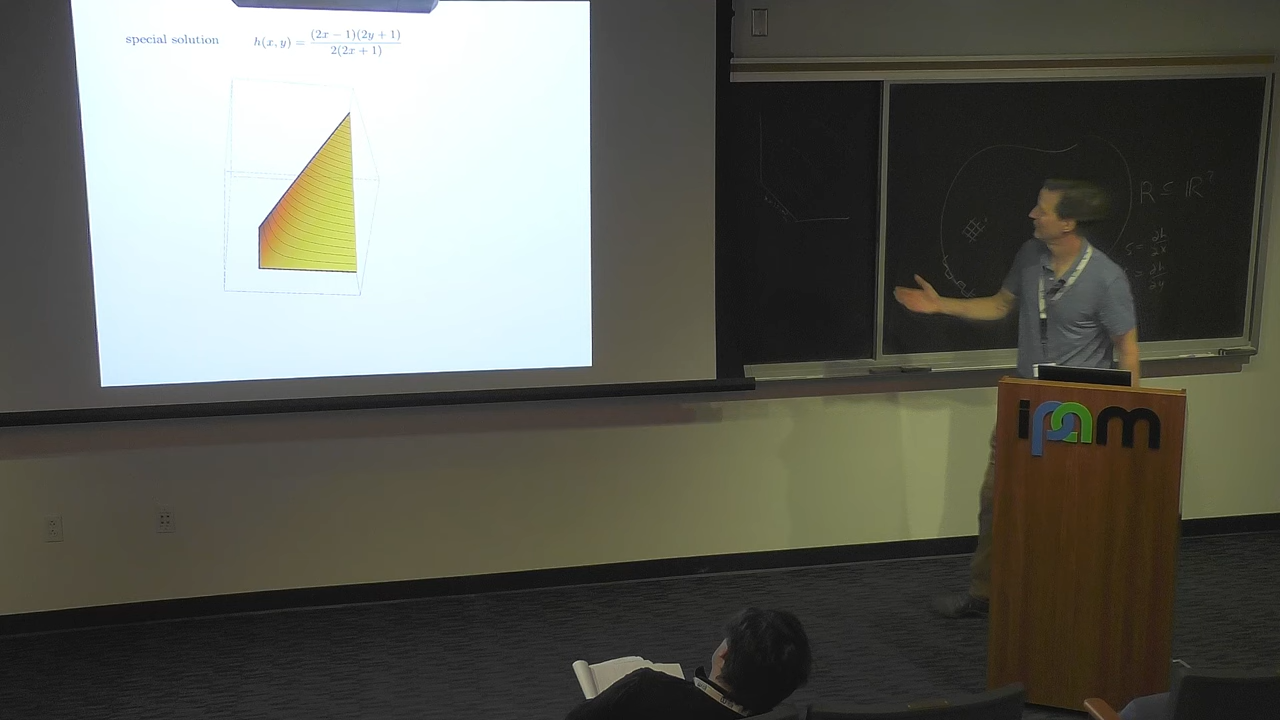 special solution h(x, y) = (2x − 1)(2y + 1) / 2(2x + 1)
R ⊆ ℝ²
s = ∂h/∂x
= ∂h/∂y
ipam